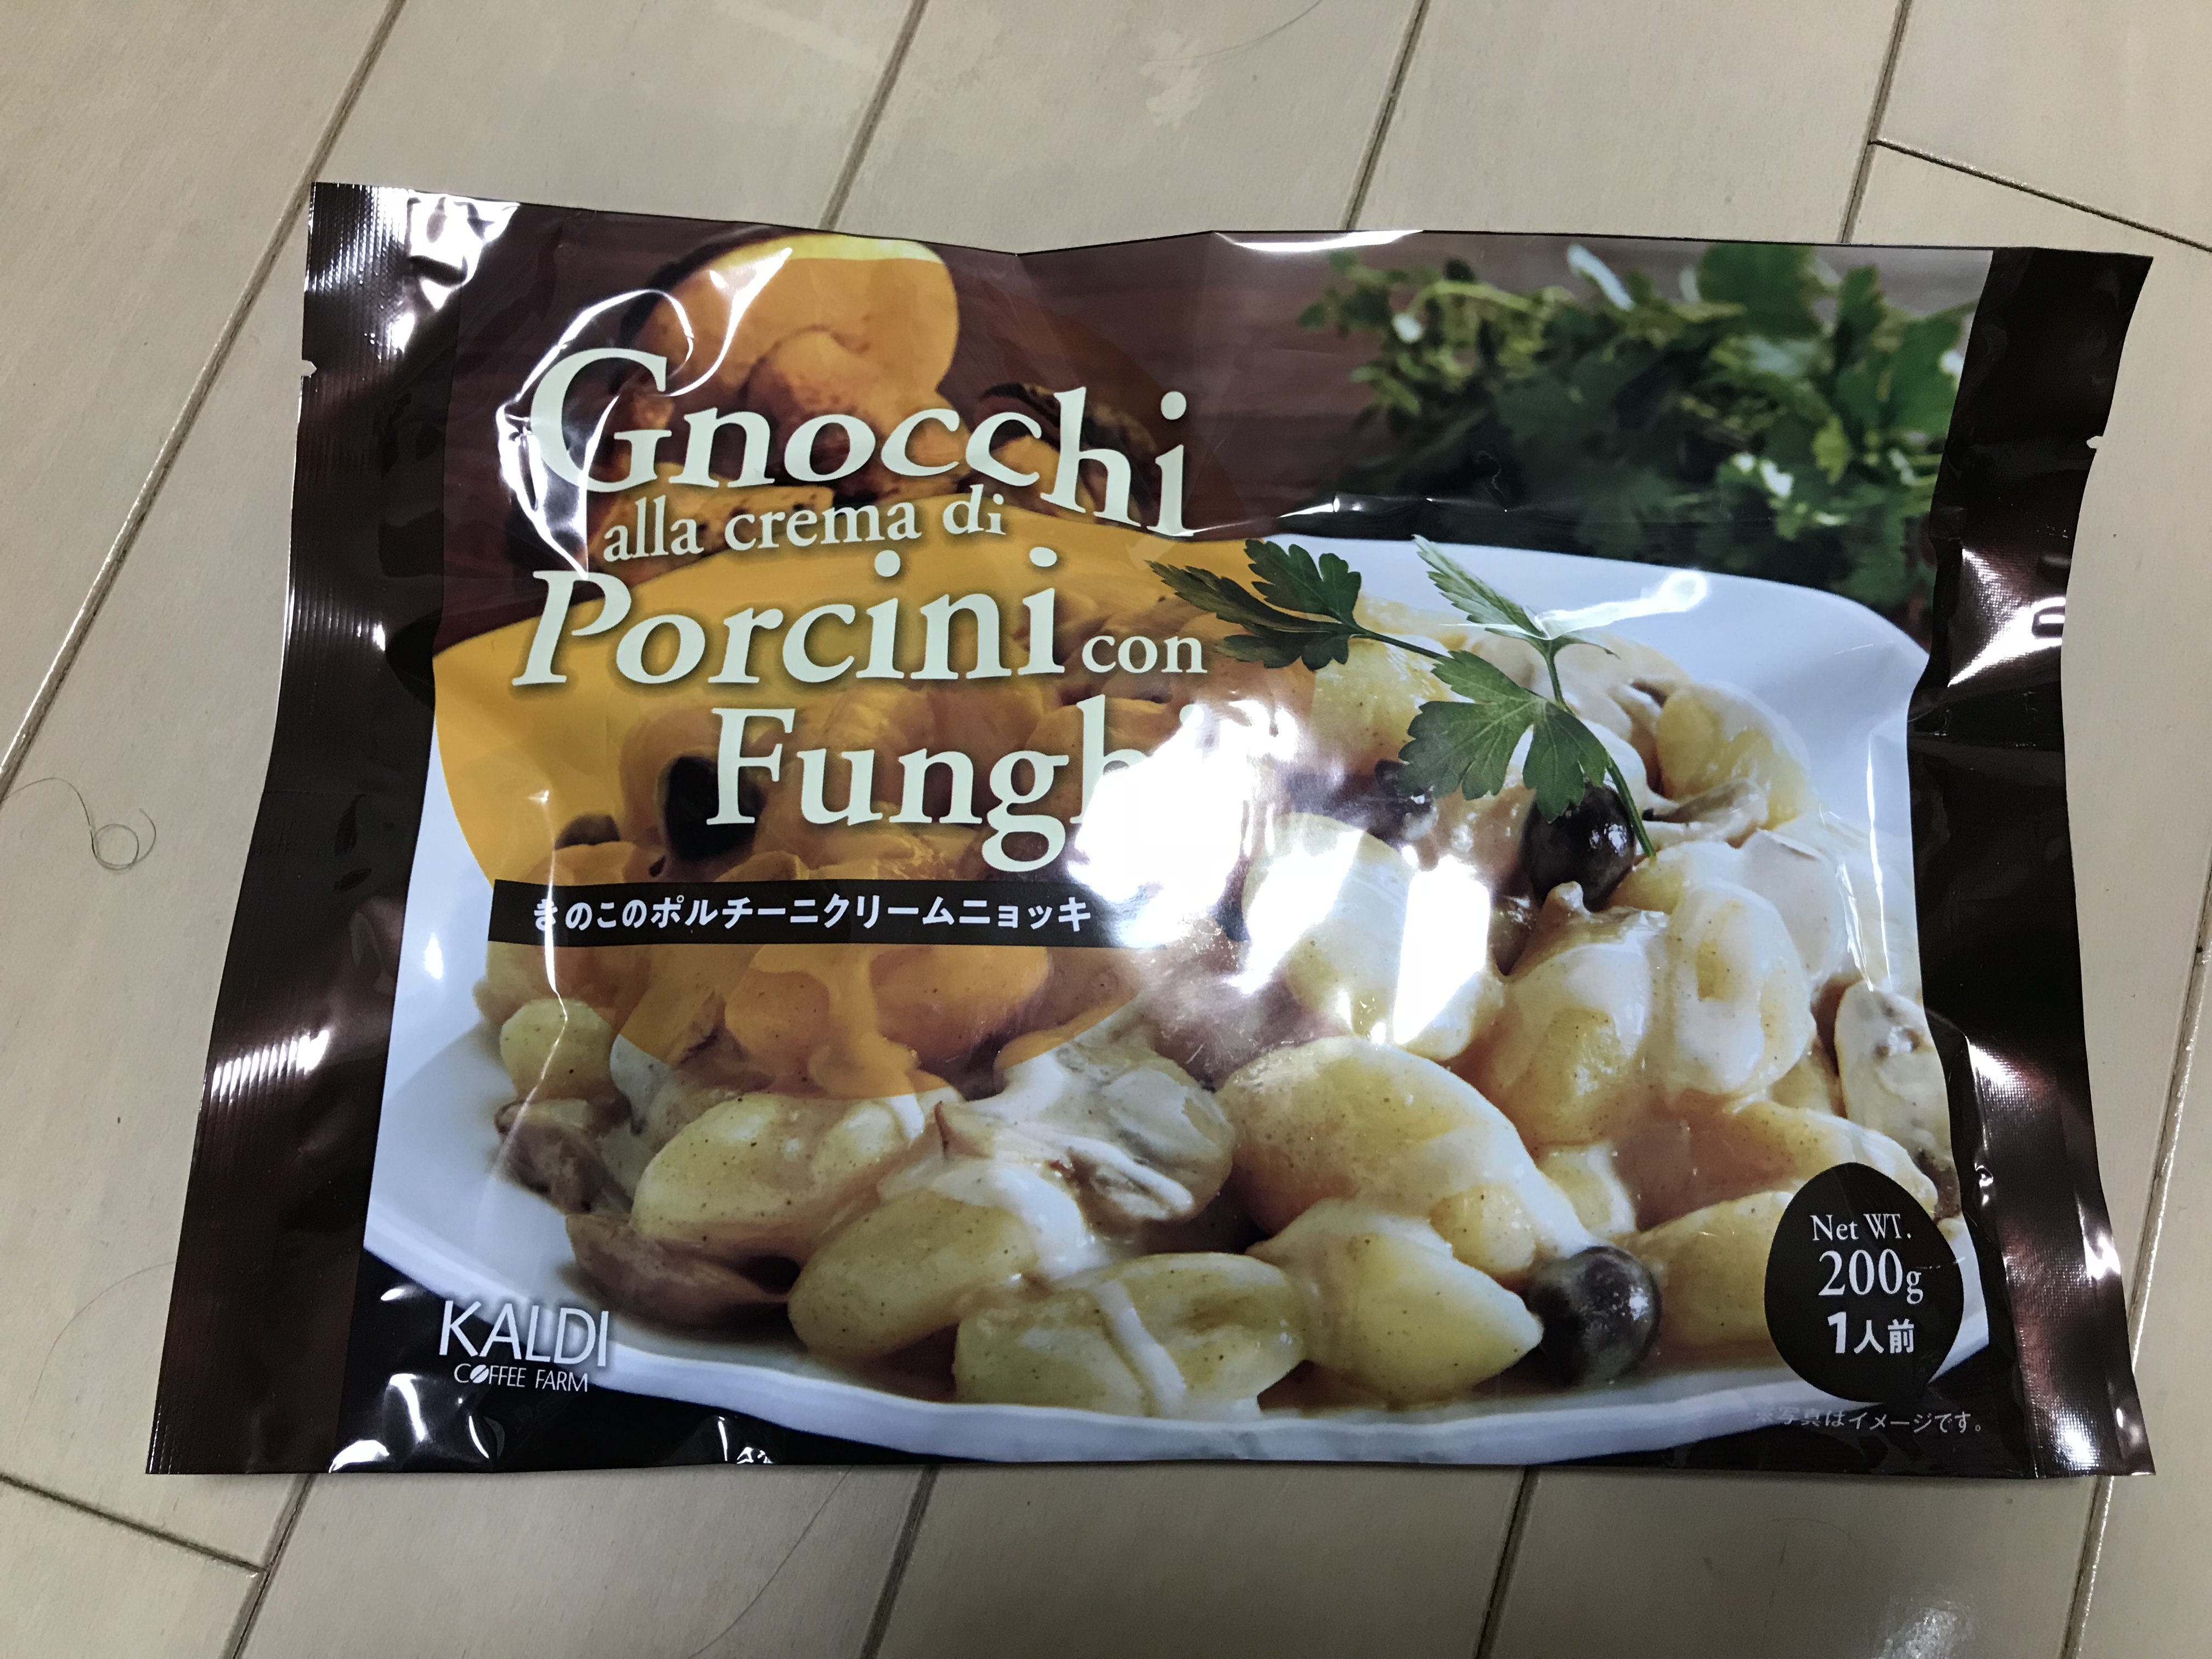 Gnocchi
alla crema di
Porcini con
Funghi
きのこのポルチーニクリームニョッキ
KALDI
COFFEE FARM
Net WT.
200g
1人前
※写真はイメージです。